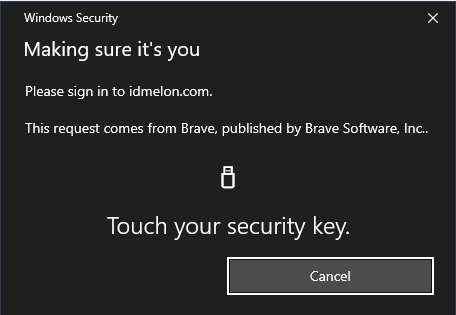 Windows Security
Making sure it's you
Please sign in to idmelon.com.
This request comes from Brave, published by Brave Software, Inc..
Touch your security key.
Cancel